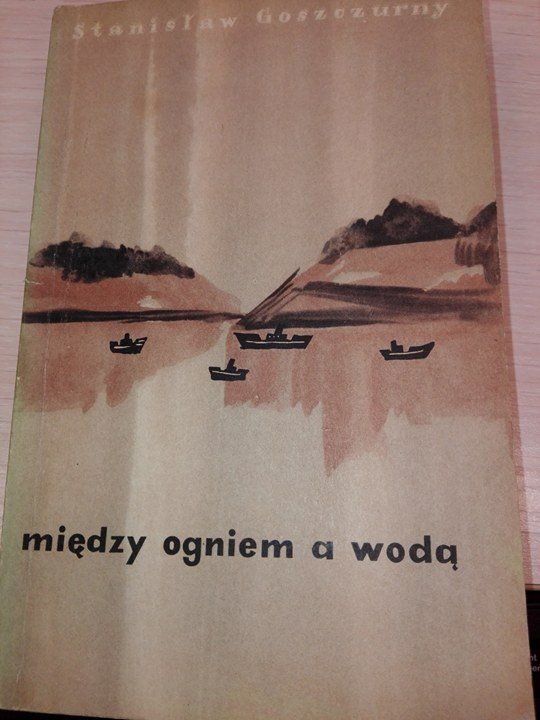 Stanisław Goszczurny
między ogniem a wodą